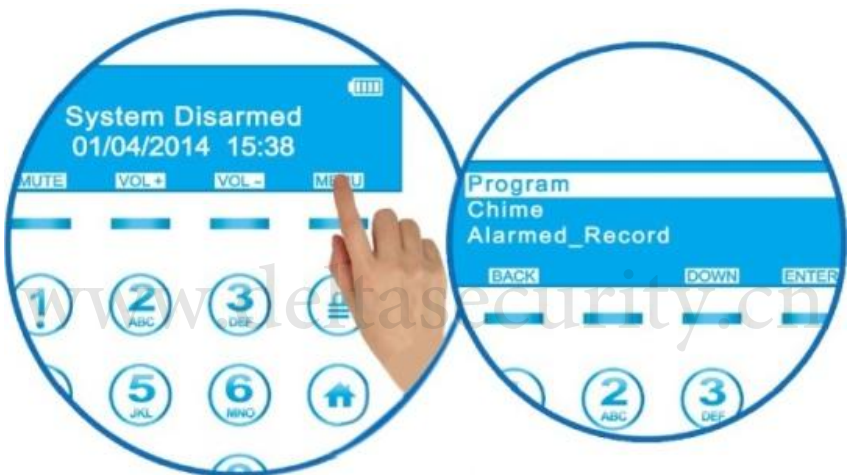 System Disarmed
01/04/2014 15:38
MUTE VOL+ VOL- MENU
1 2 ABC 3 DEF
5 JKL 6 MNO
Program
Chime
Alarmed_Record
BACK DOWN ENTER
2 ABC 3 DEF
www.deltasecurity.cn